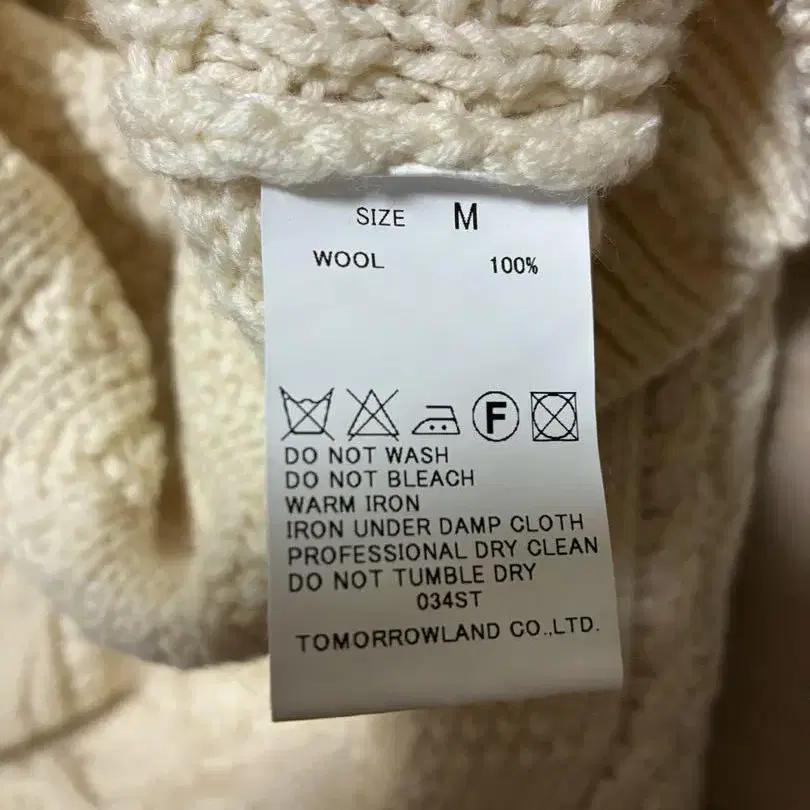 SIZE M
WOOL 100%
F
DO NOT WASH
DO NOT BLEACH
WARM IRON
IRON UNDER DAMP CLOTH
PROFESSIONAL DRY CLEAN
DO NOT TUMBLE DRY
034ST
TOMORROWLAND CO.,LTD.